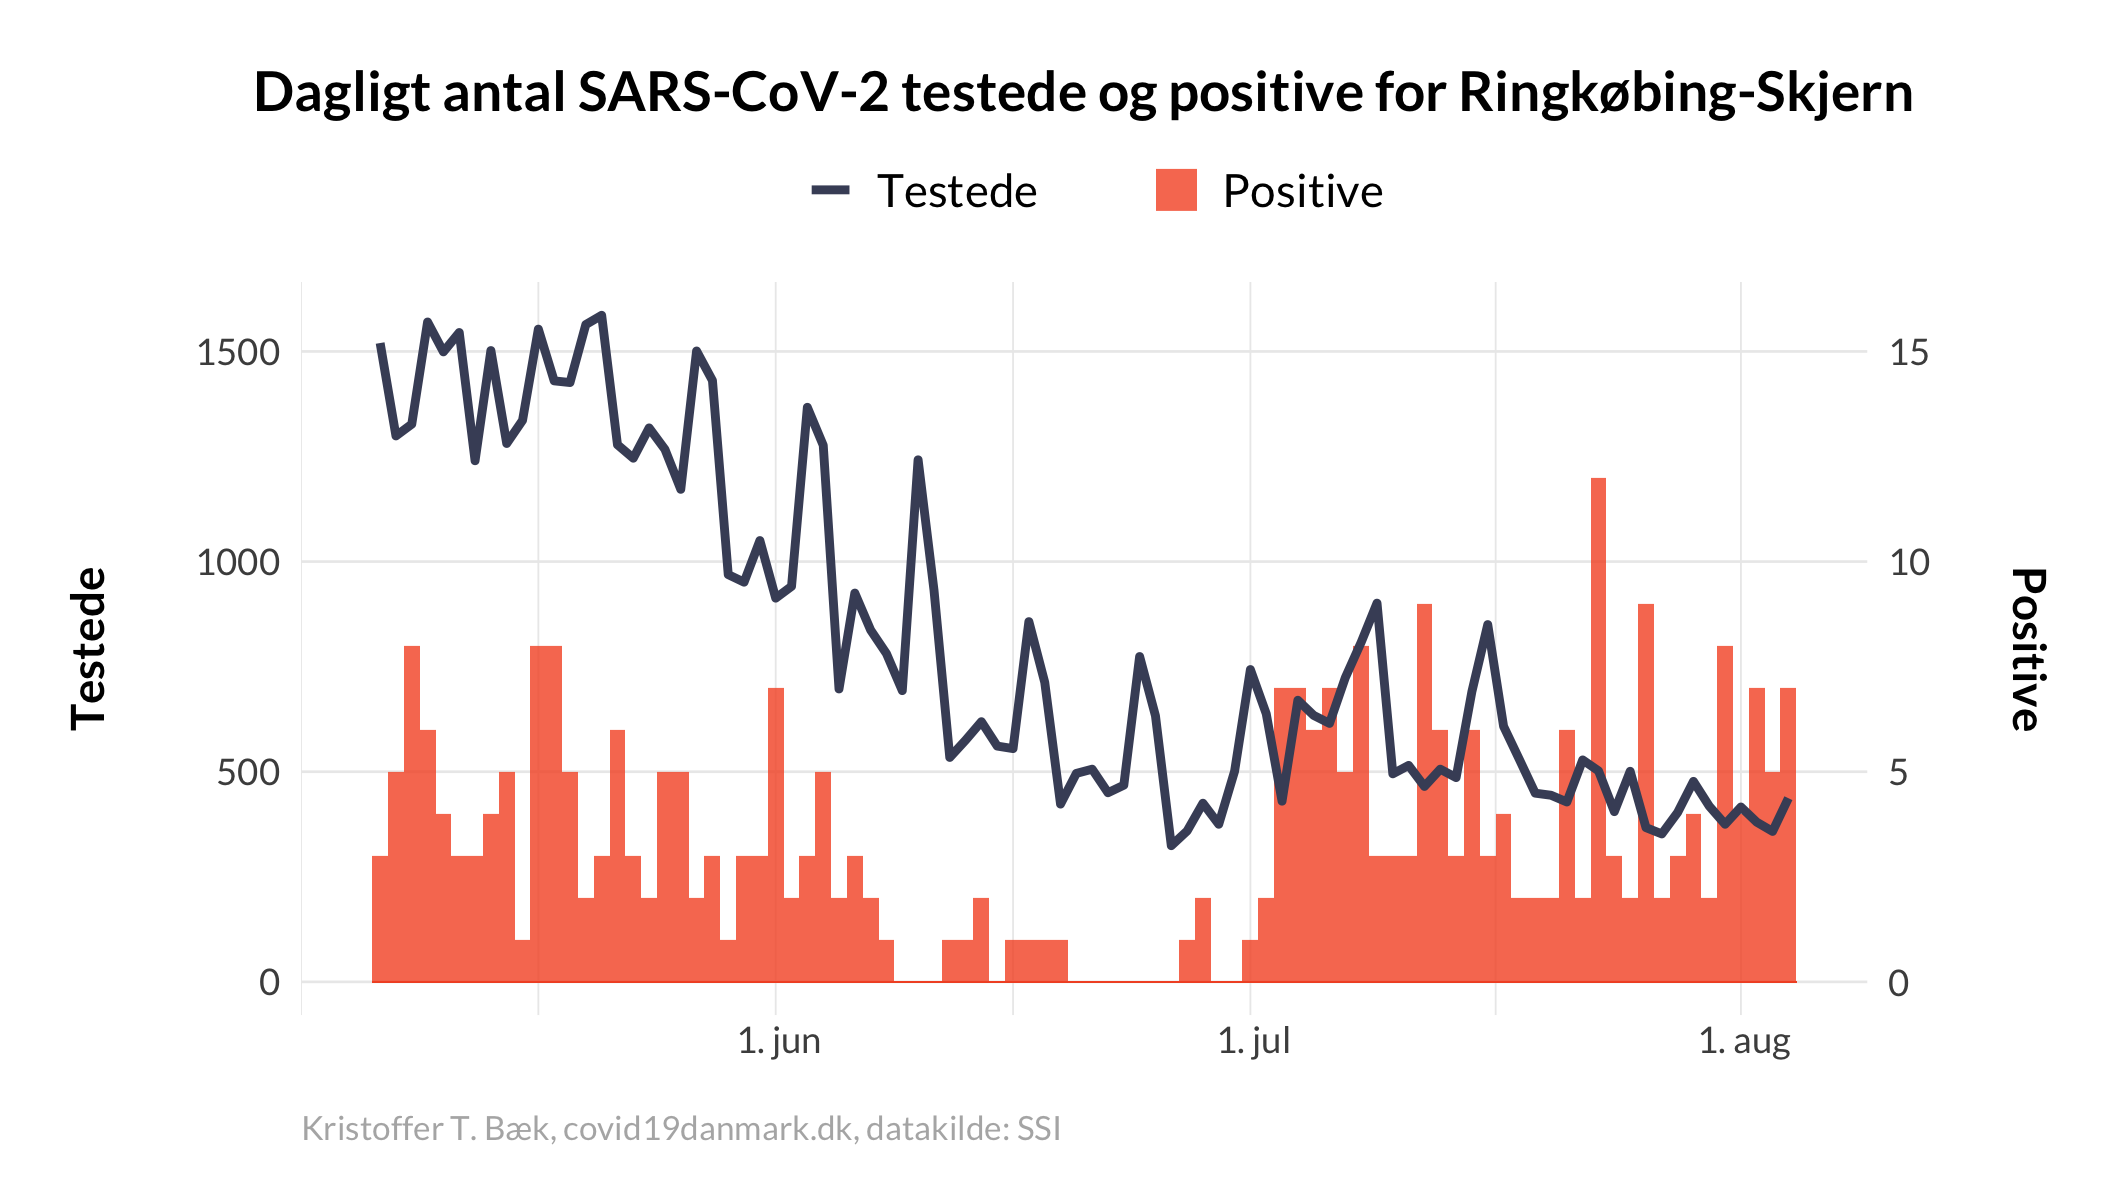 Dagligt antal SARS-CoV-2 testede og positive for Ringkøbing-Skjern
Testede
Positive
1500
1000
500
0
Testede
15
10
5
0
Positive
1. jun
1. jul
1. aug
Kristoffer T. Bæk, covid19danmark.dk, datakilde: SSI